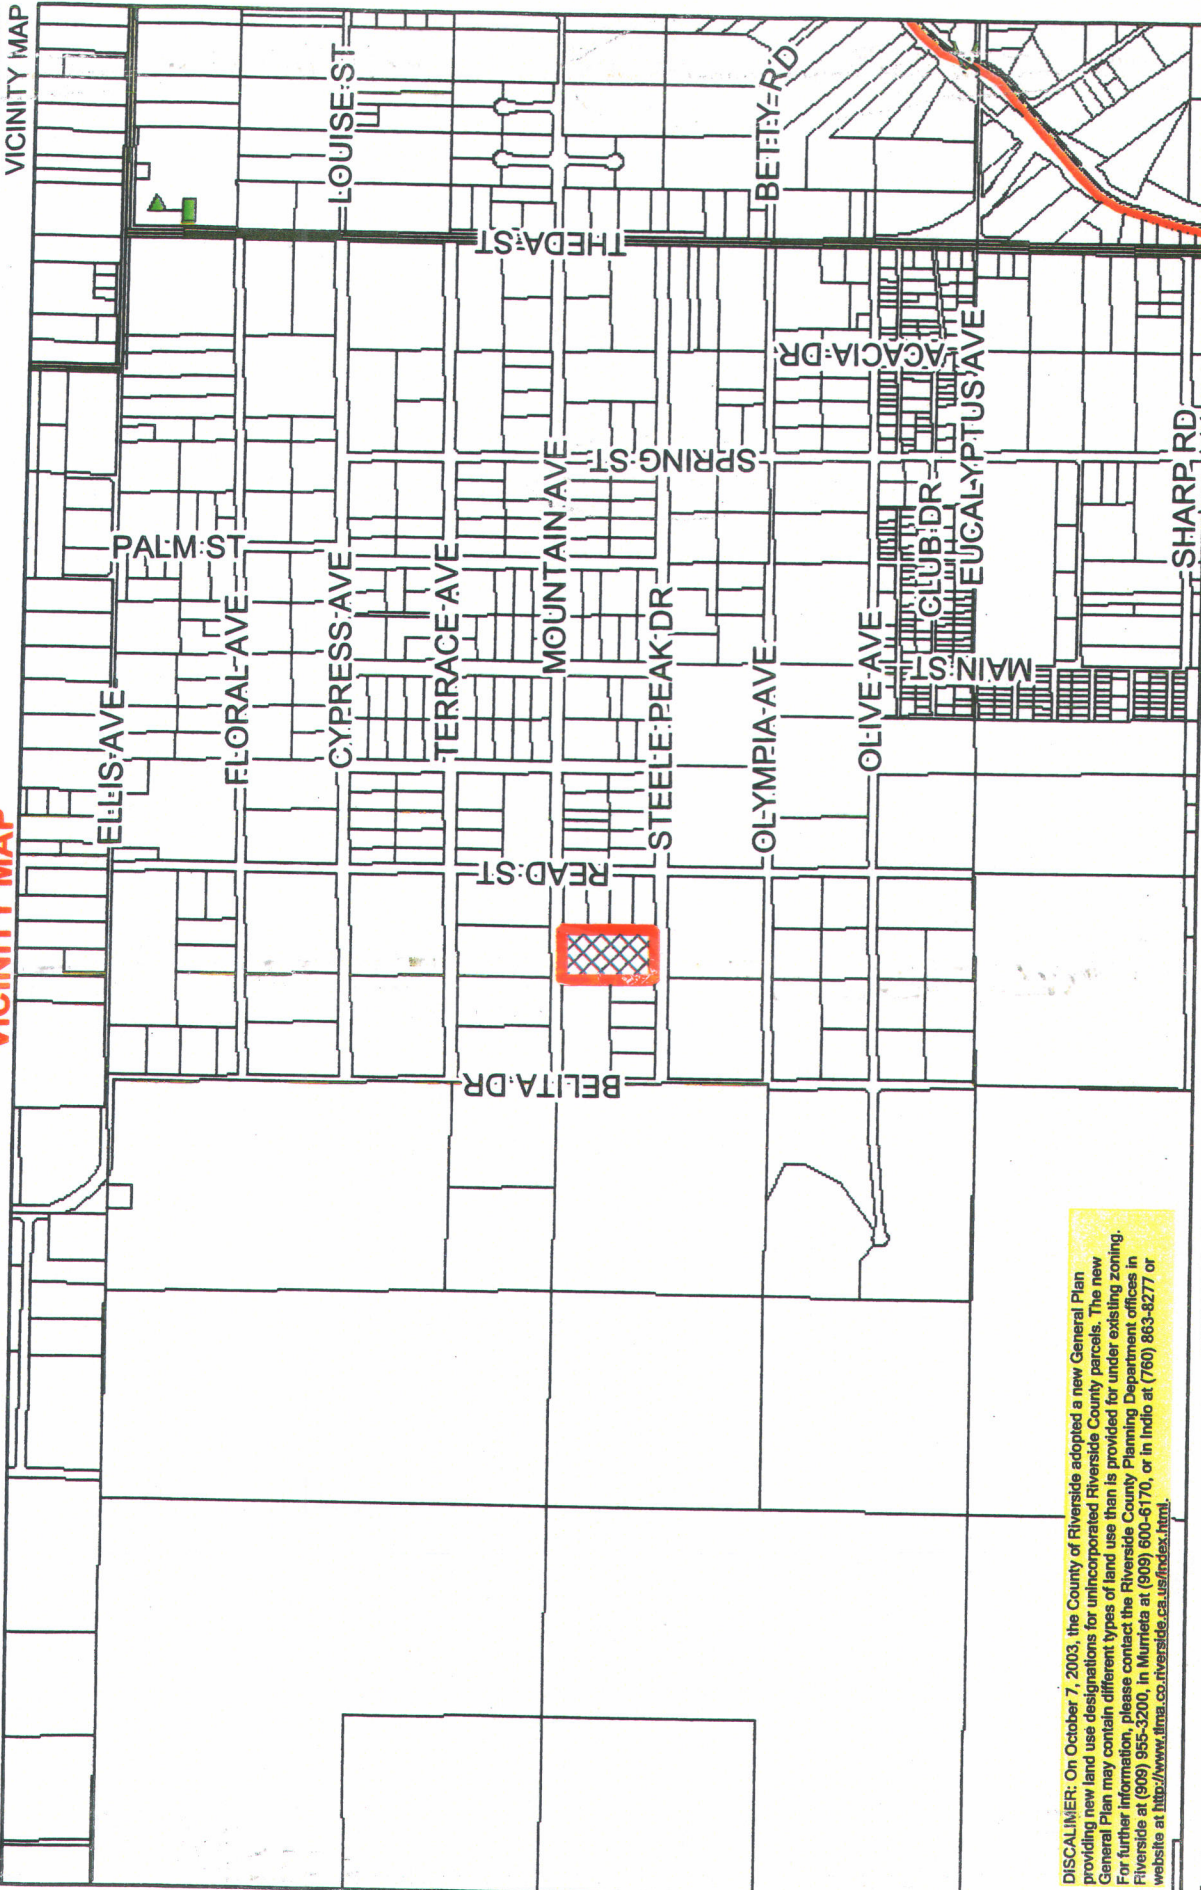 VICINITY MAP
VICINITY MAP
LOUISE ST
BETTY RD
THEDA ST
ACACIA DR
EUCALYPTUS AVE
SPRING ST
SHARP RD
MOUNTAIN AVE
PALM ST
CLUB DR
CYPRESS AVE
TERRACE AVE
FLORAL AVE
STEELE PEAK DR
MAIN ST
OLIVE AVE
OLYMPIA AVE
ELLIS AVE
READ ST
BELITA DR
DISCALIMER: On October 7, 2003, the County of Riverside adopted a new General Plan
providing new land use designations for unincorporated Riverside County parcels. The new
General Plan may contain different types of land use than is provided for under existing zoning.
For further information, please contact the Riverside County Planning Department offices in
Riverside at (909) 955-3200, in Murrieta at (909) 600-6170, or in Indio at (760) 863-8277 or
website at http://www.tlma.co.riverside.ca.us/index.html.